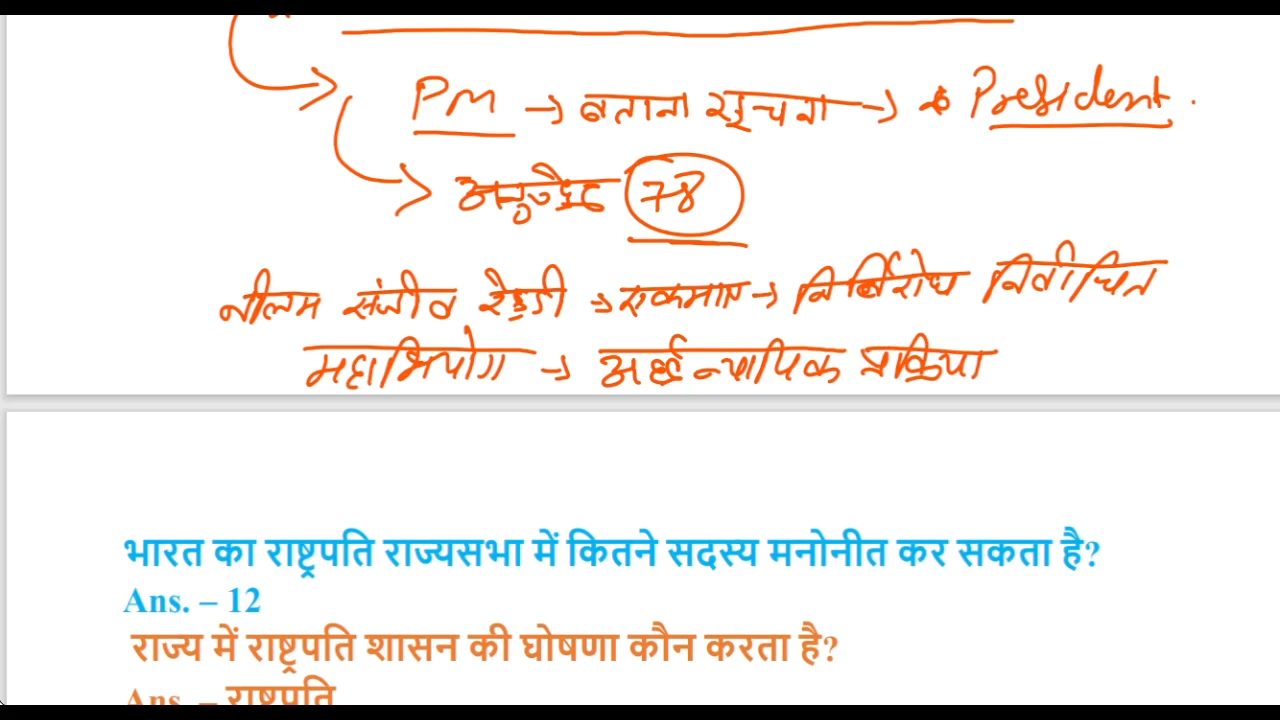 PM → बताना सूचना → President.
→ अनुच्छेद 78
नीलम संजीव रेड्डी → एकमात्र → निर्विरोध निर्वाचित
महाभियोग → अर्द्ध न्यायिक प्रक्रिया
भारत का राष्ट्रपति राज्यसभा में कितने सदस्य मनोनीत कर सकता है?
Ans. – 12
राज्य में राष्ट्रपति शासन की घोषणा कौन करता है?
Ans. – राष्ट्रपति